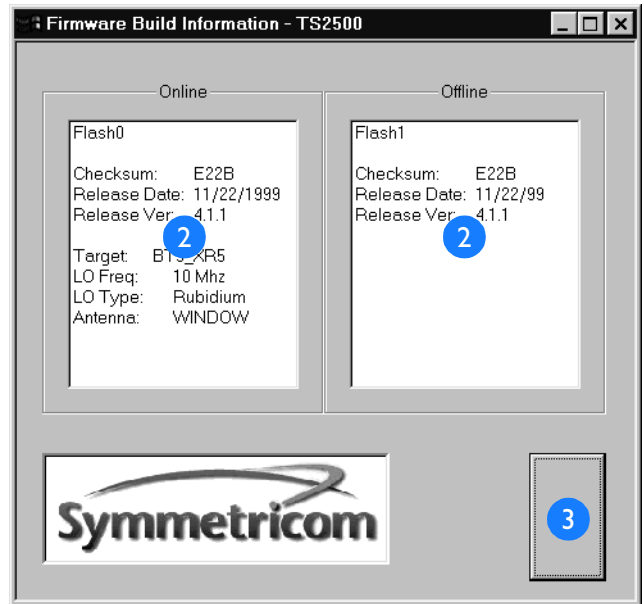 Firmware Build Information - TS2500
Online
Flash0
Checksum: E22B
Release Date: 11/22/1999
Release Ver: 4.1.1
2
Target: BTS_XR5
LO Freq: 10 Mhz
LO Type: Rubidium
Antenna: WINDOW
Offline
Flash1
Checksum: E22B
Release Date: 11/22/99
Release Ver: 4.1.1
2
Symmetricom
3